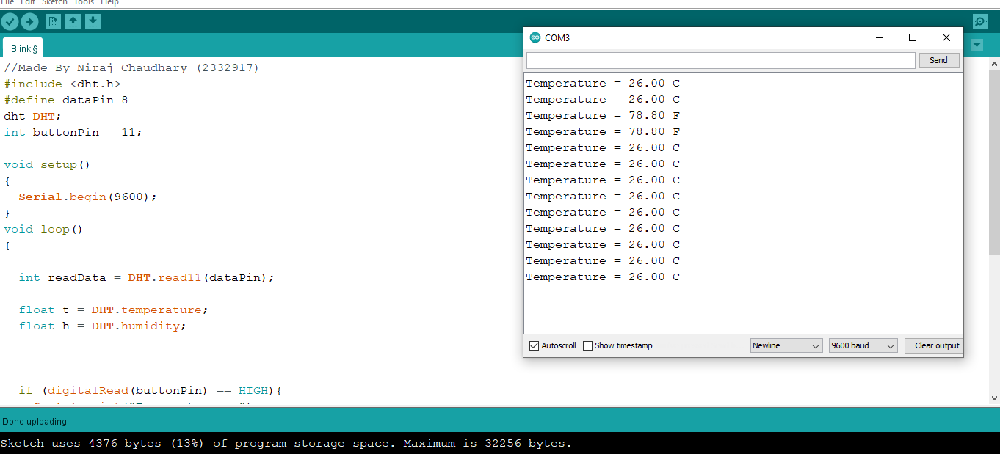 File Edit Sketch Tools Help
Blink §
//Made By Niraj Chaudhary (2332917)
#include <dht.h>
#define dataPin 8
dht DHT;
int buttonPin = 11;
void setup()
{
Serial.begin(9600);
}
void loop()
{
int readData = DHT.read11(dataPin);
float t = DHT.temperature;
float h = DHT.humidity;
if (digitalRead(buttonPin) == HIGH){
COM3
Send
Temperature = 26.00 C
Temperature = 26.00 C
Temperature = 78.80 F
Temperature = 78.80 F
Temperature = 26.00 C
Temperature = 26.00 C
Temperature = 26.00 C
Temperature = 26.00 C
Temperature = 26.00 C
Temperature = 26.00 C
Temperature = 26.00 C
Temperature = 26.00 C
Temperature = 26.00 C
Autoscroll Show timestamp Newline 9600 baud Clear output
Done uploading.
Sketch uses 4376 bytes (13%) of program storage space. Maximum is 32256 bytes.